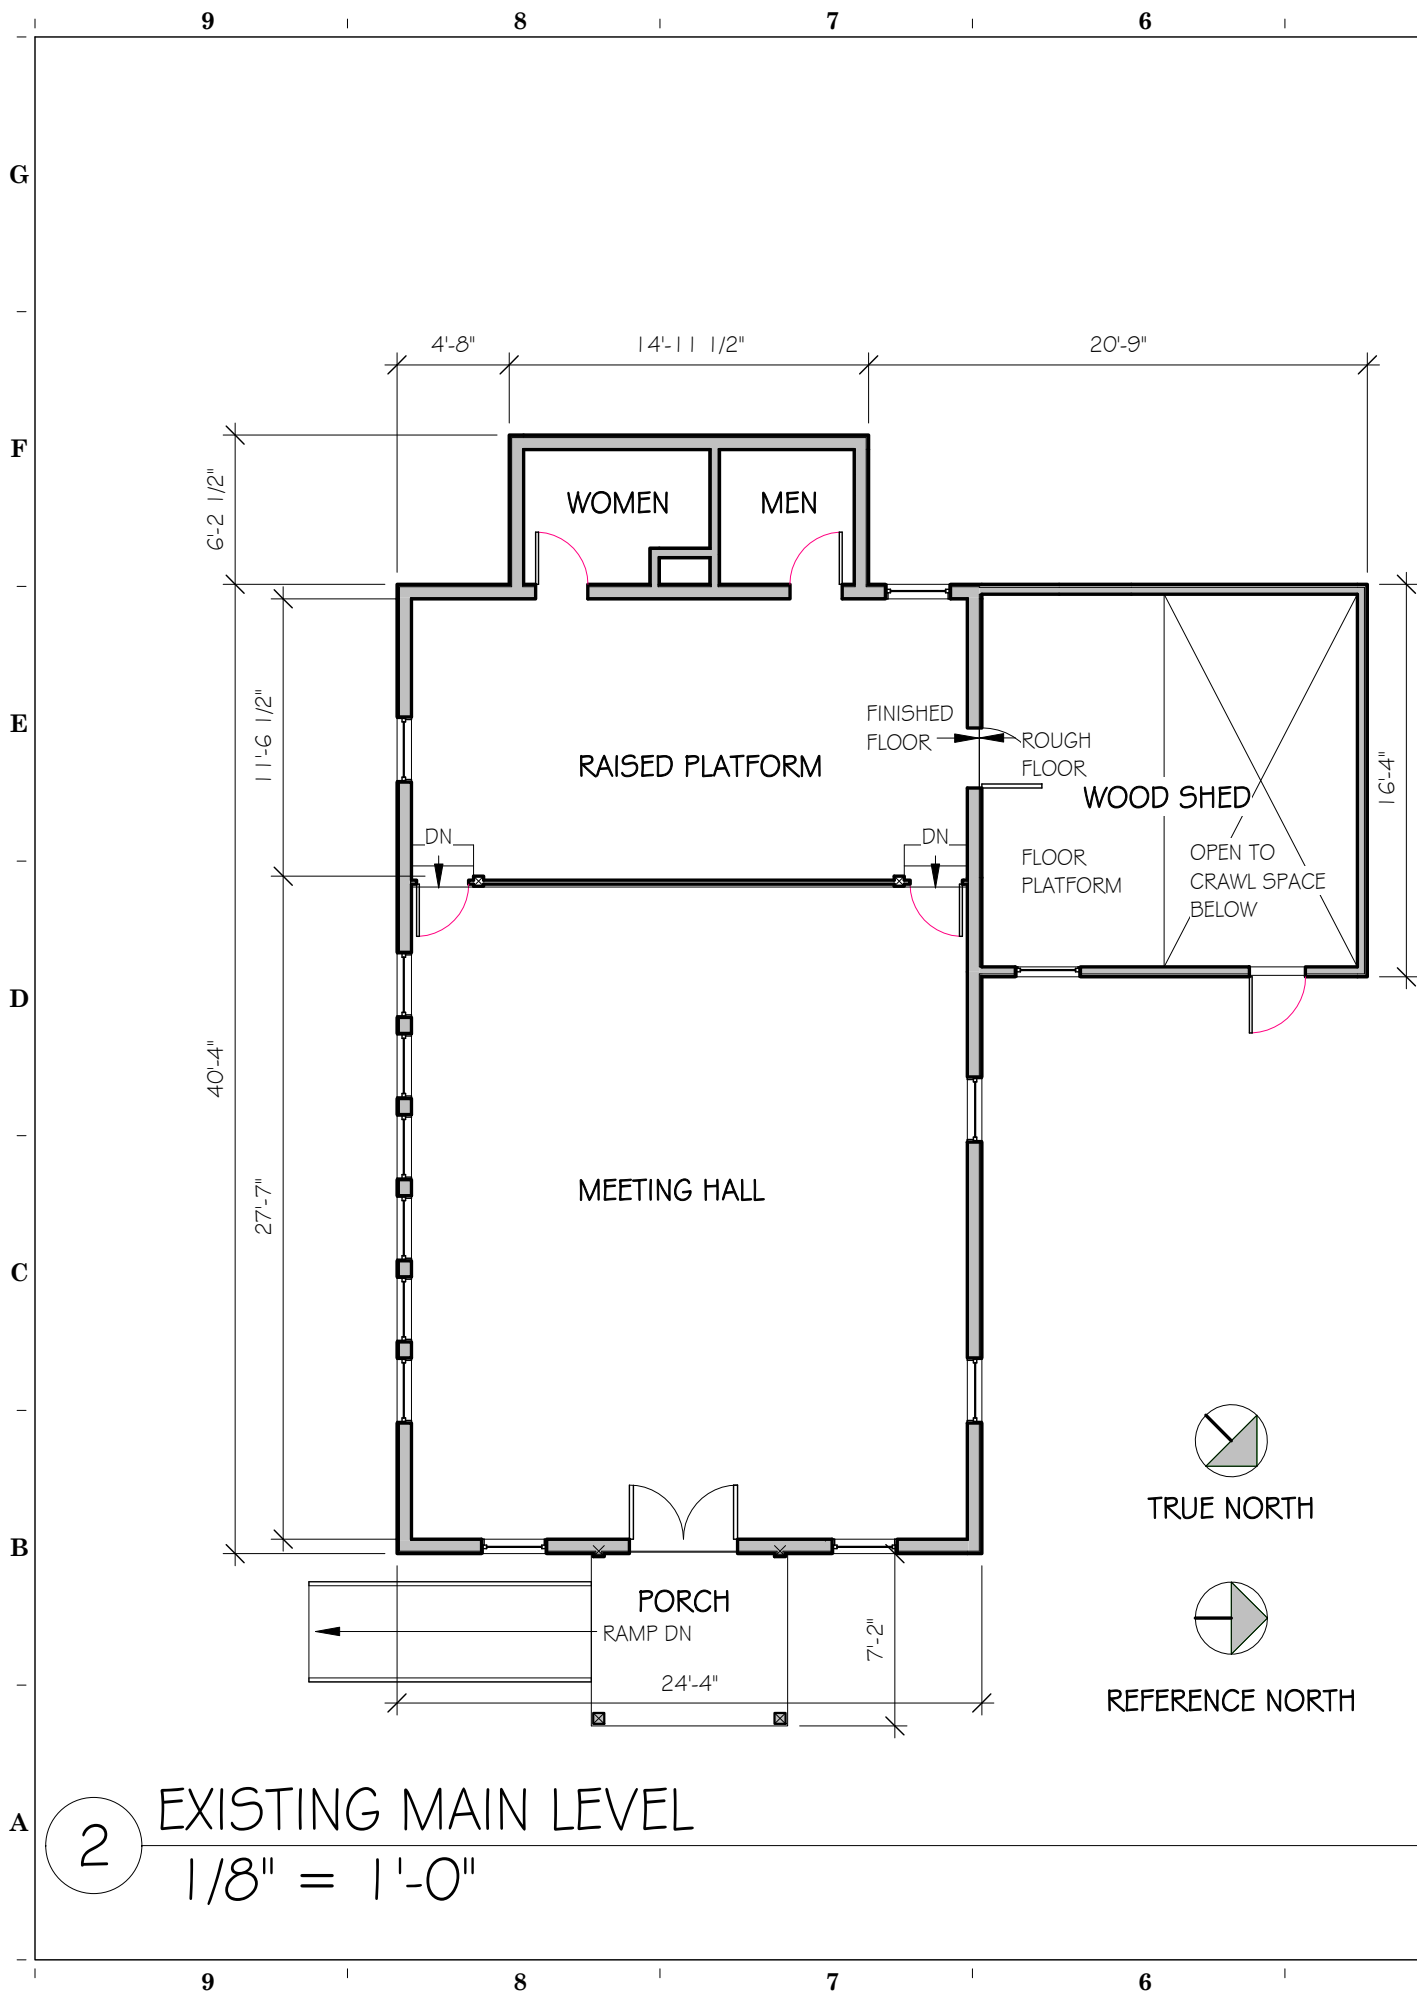 9 8 7 6
G
4'-8" 14'-11 1/2" 20'-9"
F
6'-2 1/2"
WOMEN MEN
E
11'-6 1/2"
FINISHED
FLOOR
ROUGH
FLOOR
RAISED PLATFORM
WOOD SHED
16'-4"
DN DN
FLOOR
PLATFORM
OPEN TO
CRAWL SPACE
BELOW
D
40'-4"
27'-7"
MEETING HALL
C
TRUE NORTH
B
PORCH
RAMP DN
7'-2"
24'-4"
REFERENCE NORTH
A
2
EXISTING MAIN LEVEL
1/8" = 1'-0"
9 8 7 6